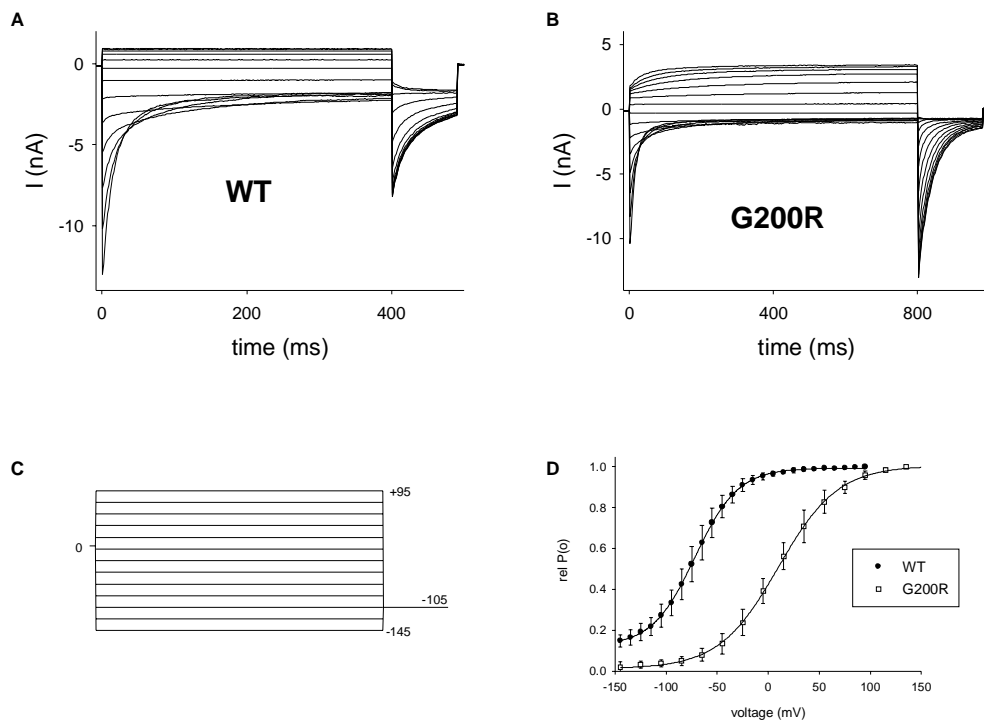 A
0
-5
-10
I (nA)
WT
0
200
400
time (ms)
B
5
0
-5
-10
I (nA)
G200R
0
400
800
time (ms)
C
+95
0
-105
-145
D
1.0
0.8
0.6
0.4
0.2
0.0
rel P(o)
WT
G200R
-150
-100
-50
0
50
100
150
voltage (mV)